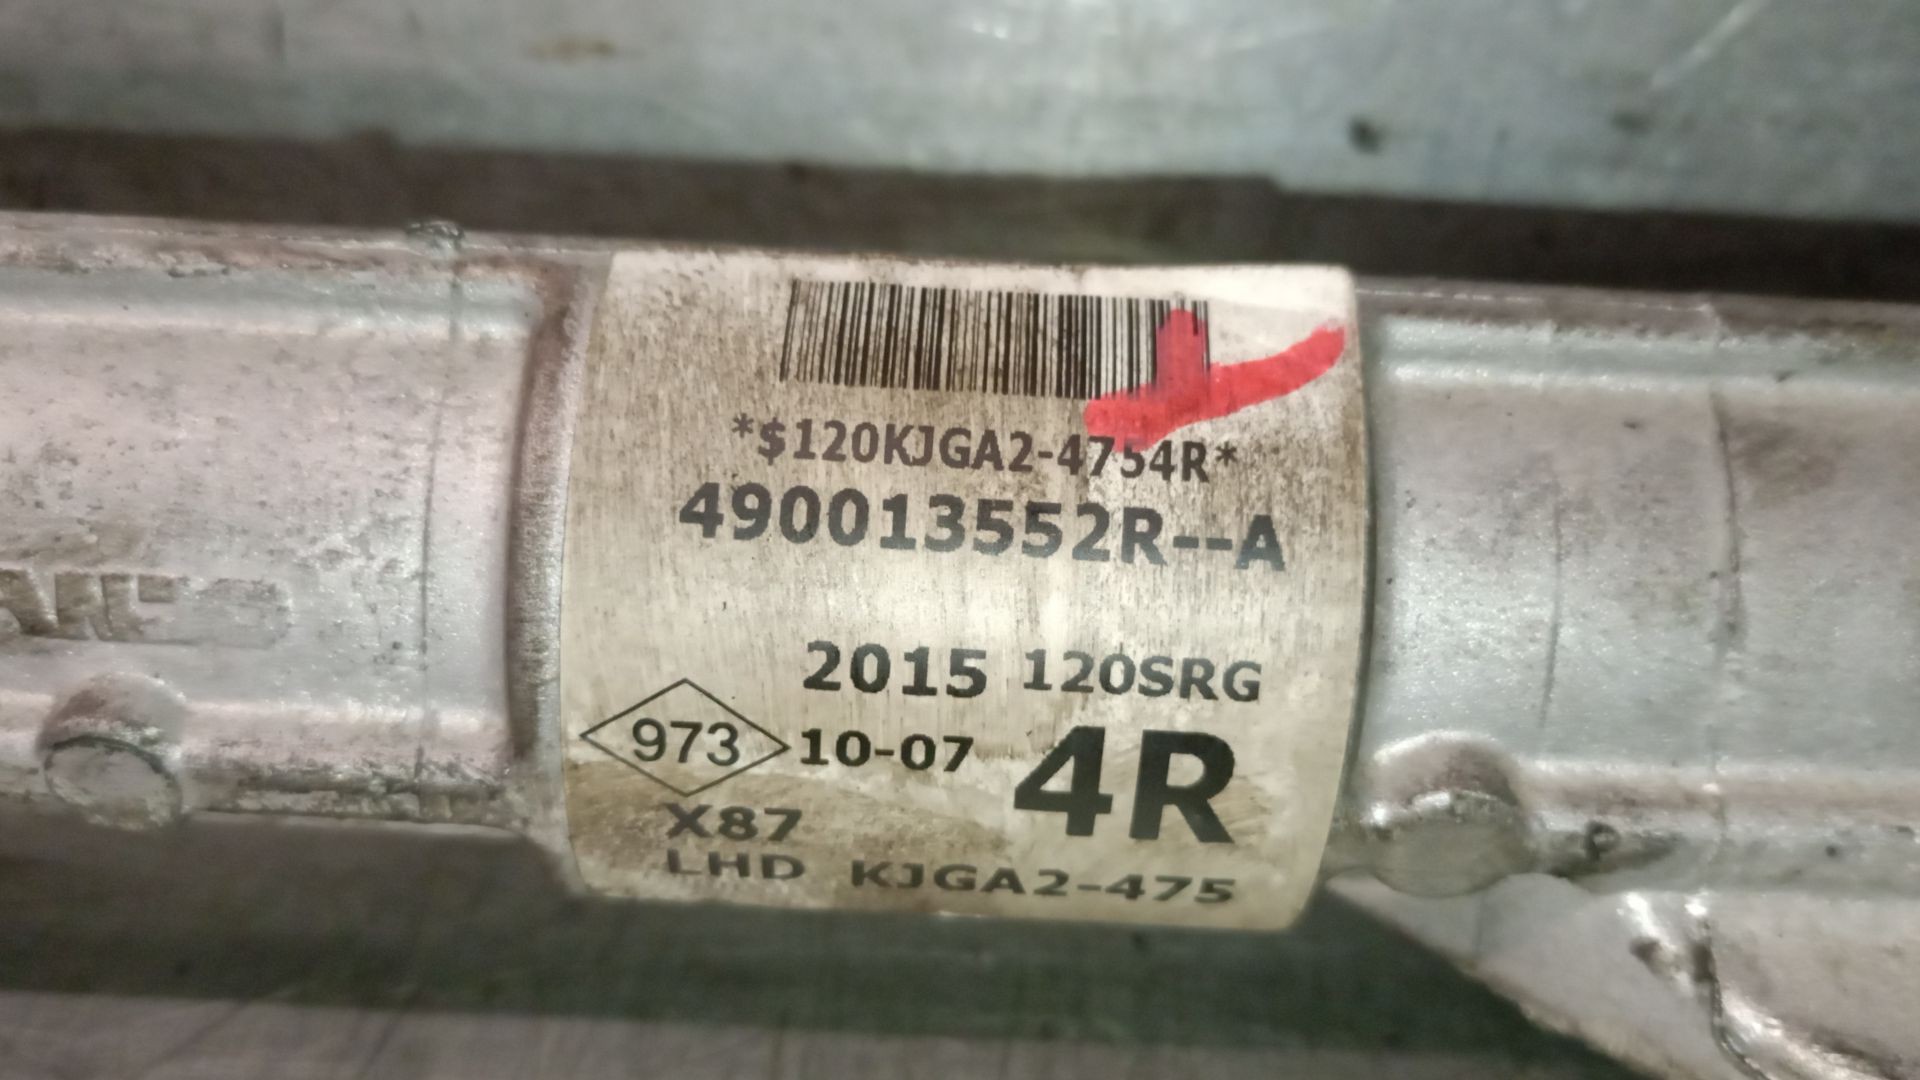 *$120KJGA2-4754R*
490013552R--A
2015 120SRG
973 10-07 4R
X87
LHD KJGA2-475